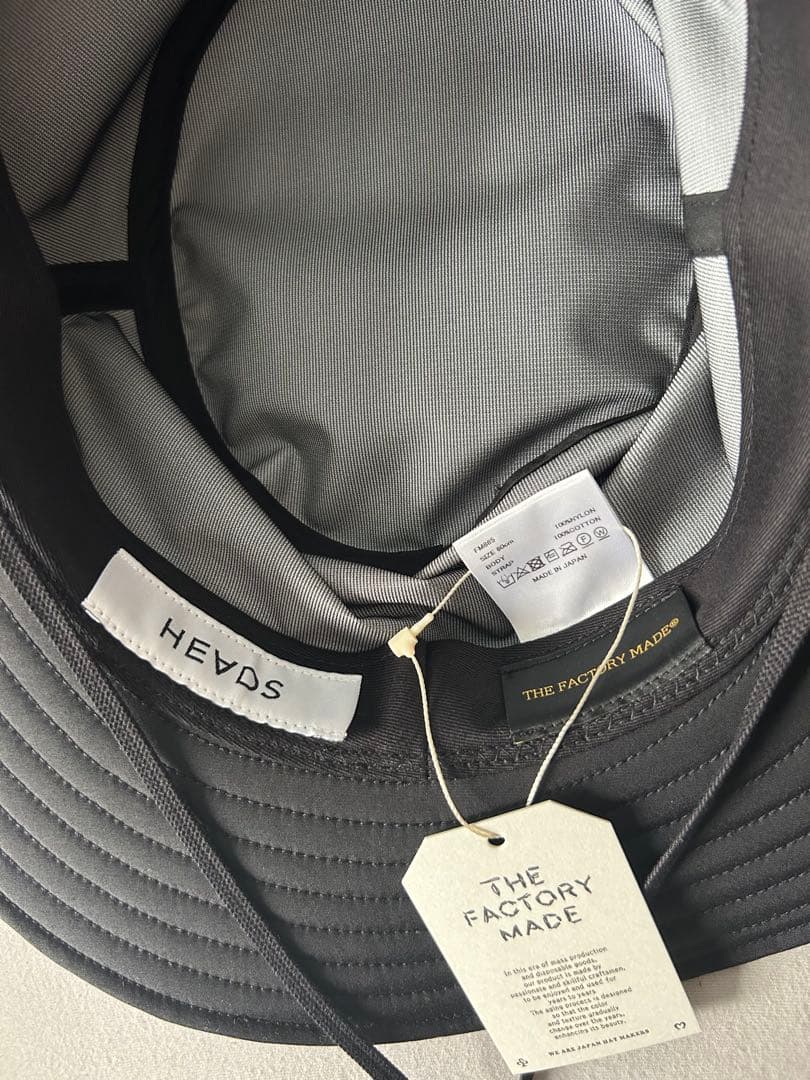 FM865
SIZE 60cm
BODY 100%NYLON
STRAP 100%COTTON
F W
MADE IN JAPAN
HEADS
THE FACTORY MADE®
THE
FACTORY
MADE
In this era of mass production
and disposable goods,
our product is made by
passionate and skillful craftsmen,
to be enjoyed and used for
years to years
The aging procecs is designed
so that the color
and texture gradually
change over the years,
enhancing its beauty.
WE ARE JAPAN HAT MAKERS